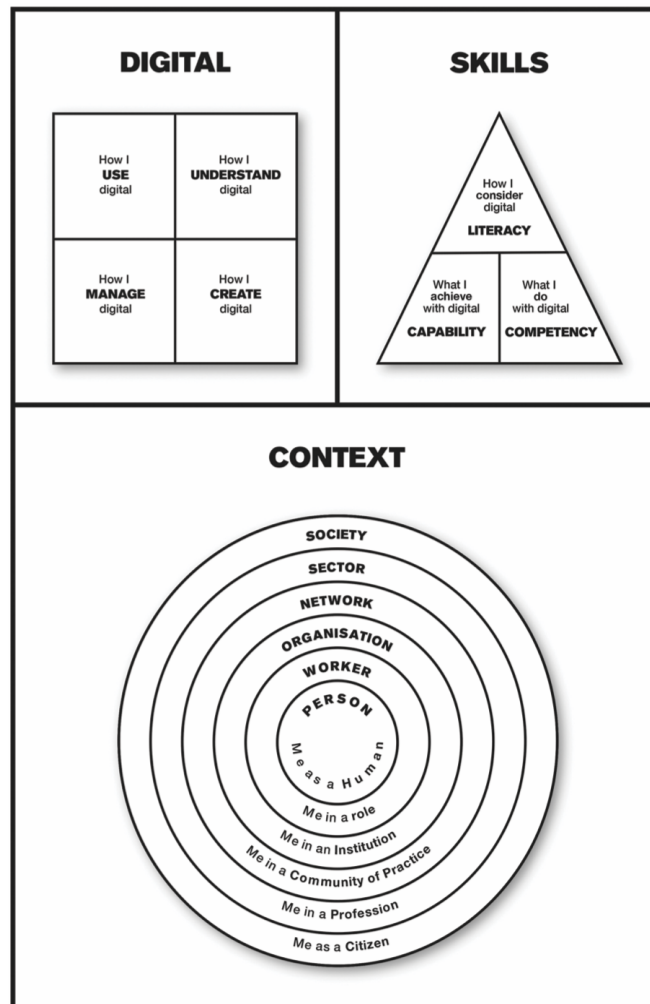 DIGITAL
How I
USE
digital
How I
UNDERSTAND
digital
How I
MANAGE
digital
How I
CREATE
digital
SKILLS
How I
consider
digital
LITERACY
What I
achieve
with digital
CAPABILITY
What I
do
with digital
COMPETENCY
CONTEXT
SOCIETY
SECTOR
NETWORK
ORGANISATION
WORKER
PERSON
Me as a Human
Me in a role
Me in an Institution
Me in a Community of Practice
Me in a Profession
Me as a Citizen